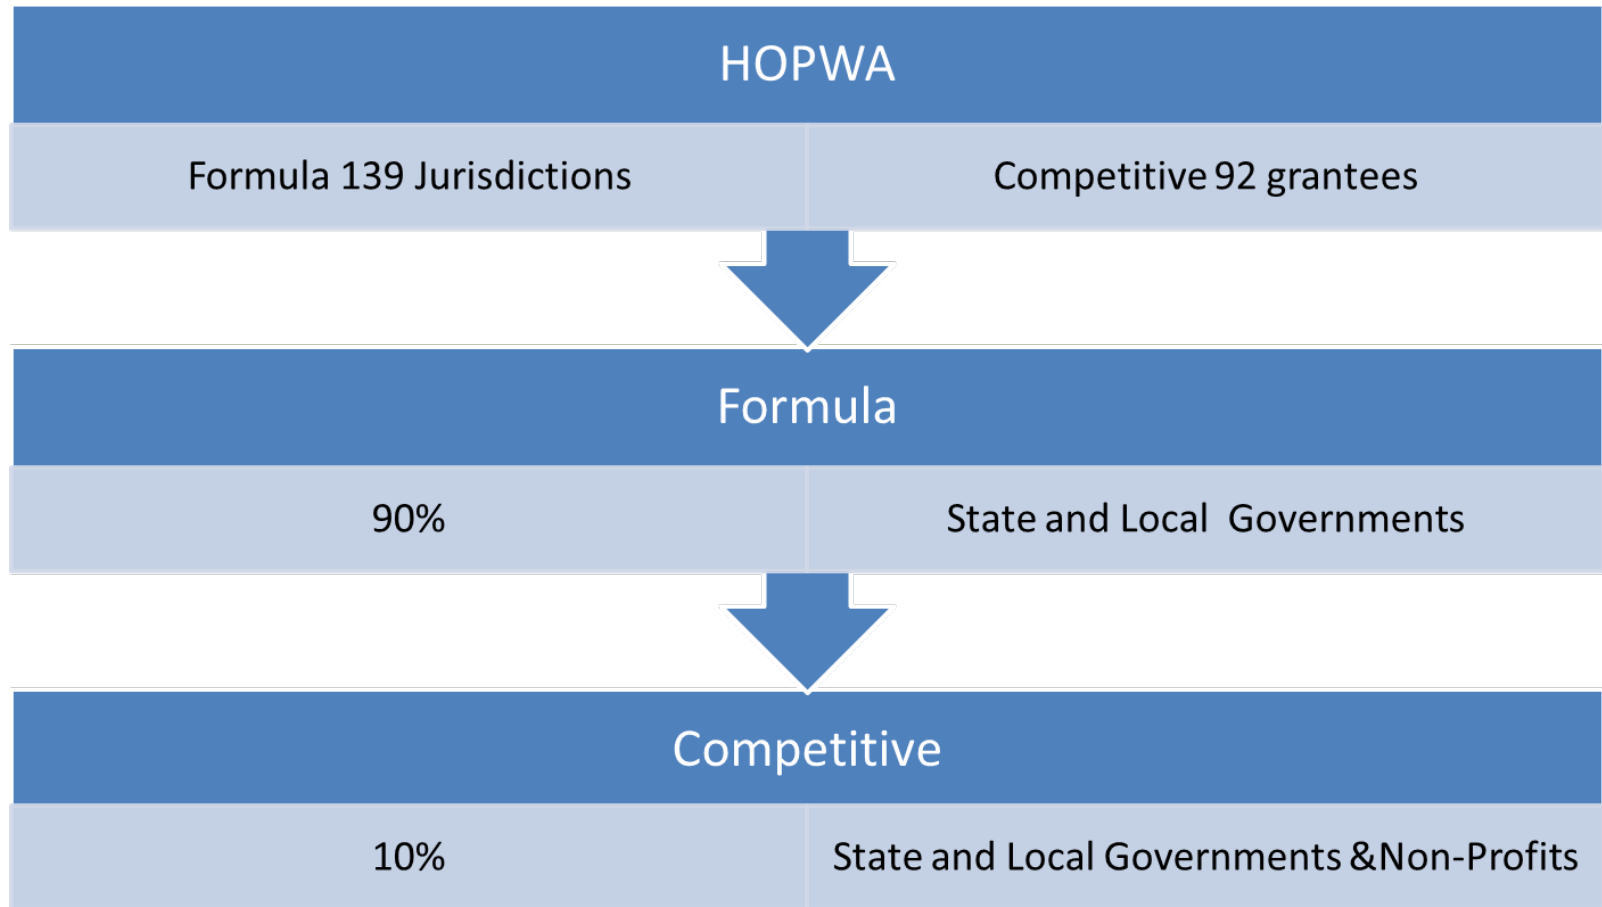 HOPWA
Formula 139 Jurisdictions
Competitive 92 grantees
Formula
90%
State and Local  Governments
Competitive
10%
State and Local Governments &Non-Profits